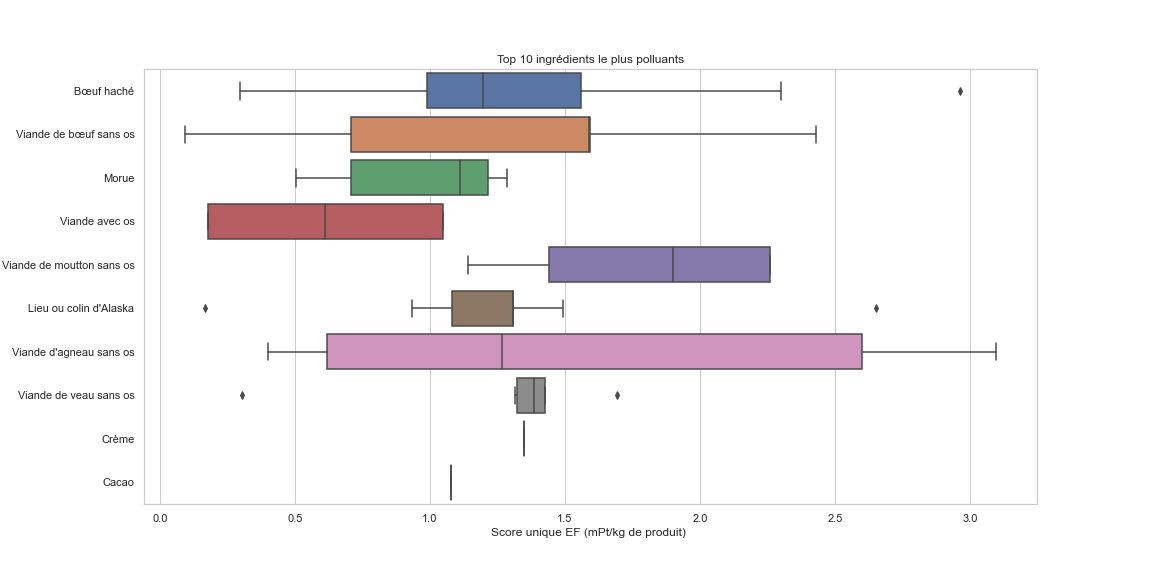 Top 10 ingrédients le plus polluants
Bœuf haché
Viande de bœuf sans os
Morue
Viande avec os
Viande de moutton sans os
Lieu ou colin d'Alaska
Viande d'agneau sans os
Viande de veau sans os
Crème
Cacao
0.0 0.5 1.0 1.5 2.0 2.5 3.0
Score unique EF (mPt/kg de produit)